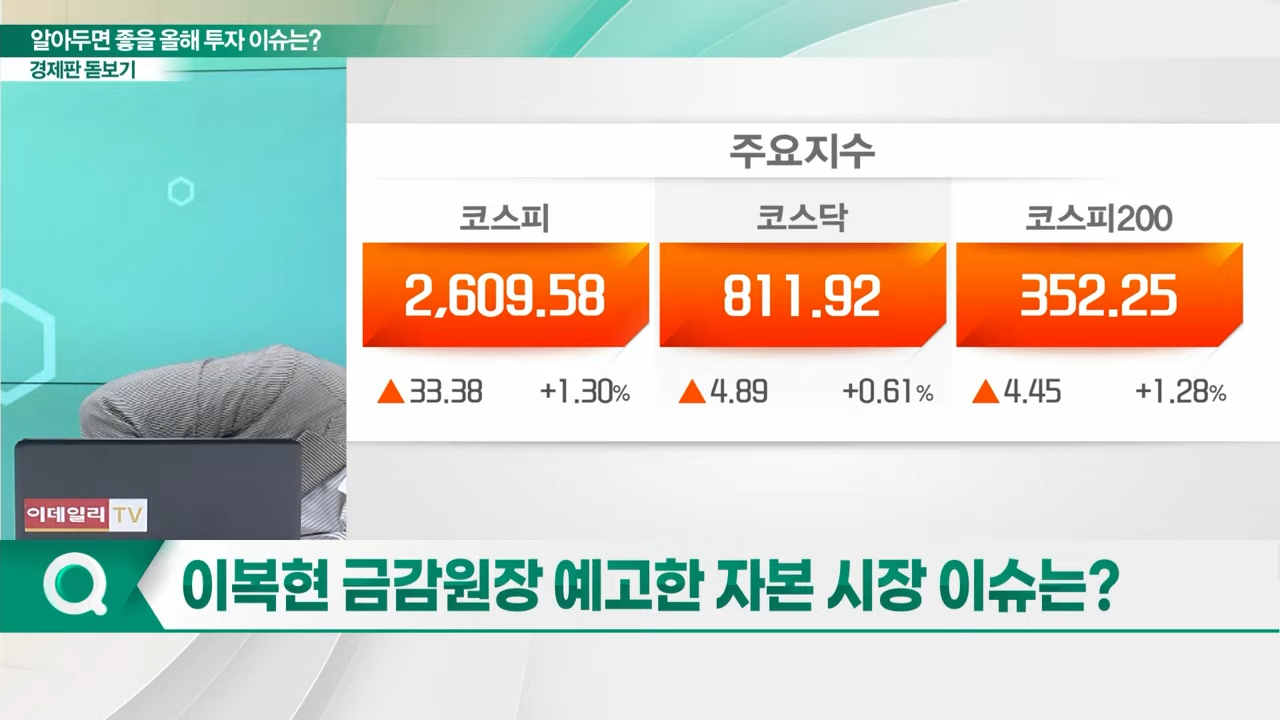 알아두면 좋을 올해 투자 이슈는?
경제판 돋보기
주요지수
코스피 코스닥 코스피200
2,609.58 811.92 352.25
▲33.38 +1.30% ▲4.89 +0.61% ▲4.45 +1.28%
이데일리TV
이복현 금감원장 예고한 자본 시장 이슈는?